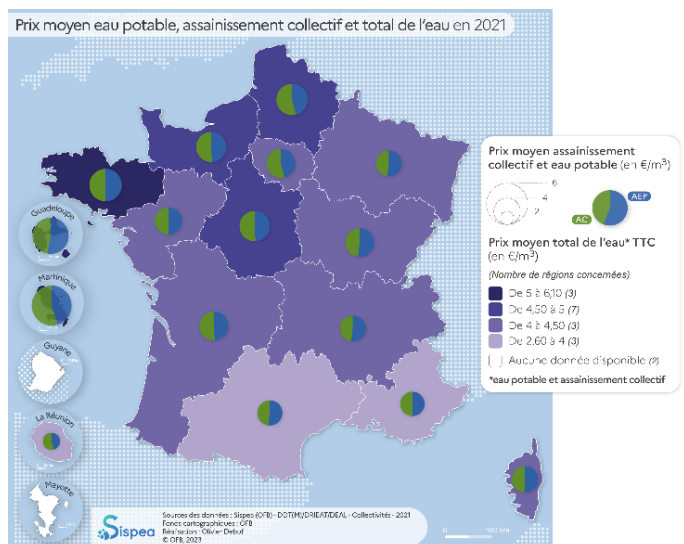 Prix moyen eau potable, assainissement collectif et total de l'eau en 2021
Prix moyen assainissement
collectif et eau potable (en €/m³)
6
4
2
AEP
AC
Prix moyen total de l'eau* TTC
(en €/m³)
(Nombre de régions concernées)
De 5 à 6,10 (3)
De 4,50 à 5 (7)
De 4 à 4,50 (3)
De 2,60 à 4 (3)
Aucune donnée disponible (2)
*eau potable et assainissement collectif
Guadeloupe
Martinique
Guyane
La Réunion
Mayotte
Sispea
Sources des données : Sispea (OFB) - DDT(M)/DRIEAT/DEAL - Collectivités - 2021
Fonds cartographiques : OFB
Réalisation : Olivier Debuf
© OFB, 2023
0 100 km